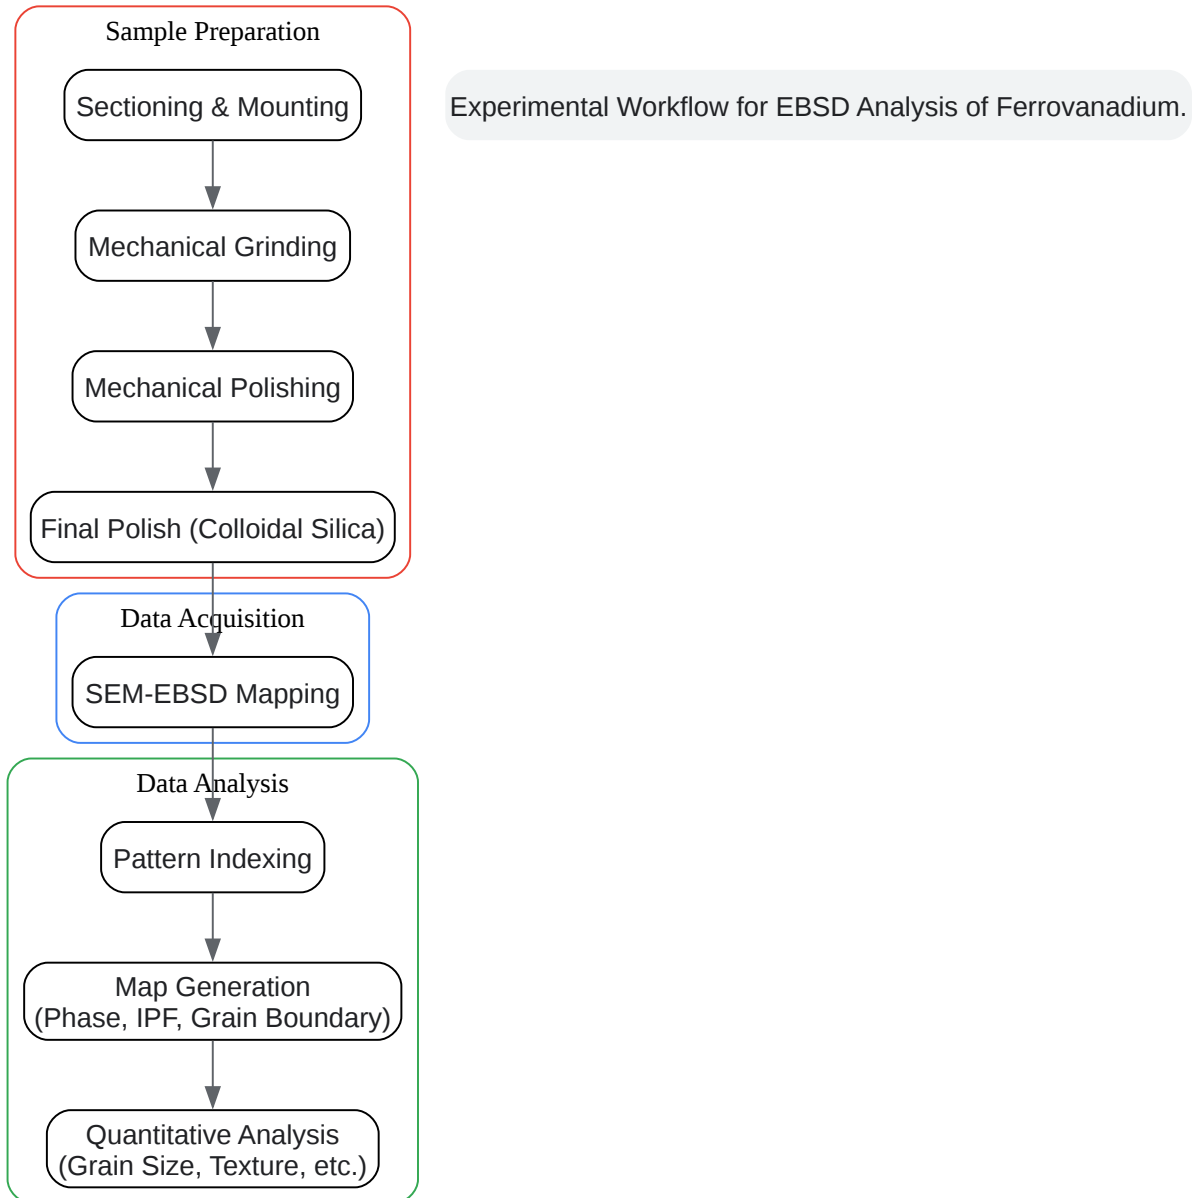 Sample Preparation
Sectioning & Mounting
Experimental Workflow for EBSD Analysis of Ferrovanadium.
Mechanical Grinding
Mechanical Polishing
Final Polish (Colloidal Silica)
Data Acquisition
SEM-EBSD Mapping
Data Analysis
Pattern Indexing
Map Generation
(Phase, IPF, Grain Boundary)
Quantitative Analysis
(Grain Size, Texture, etc.)